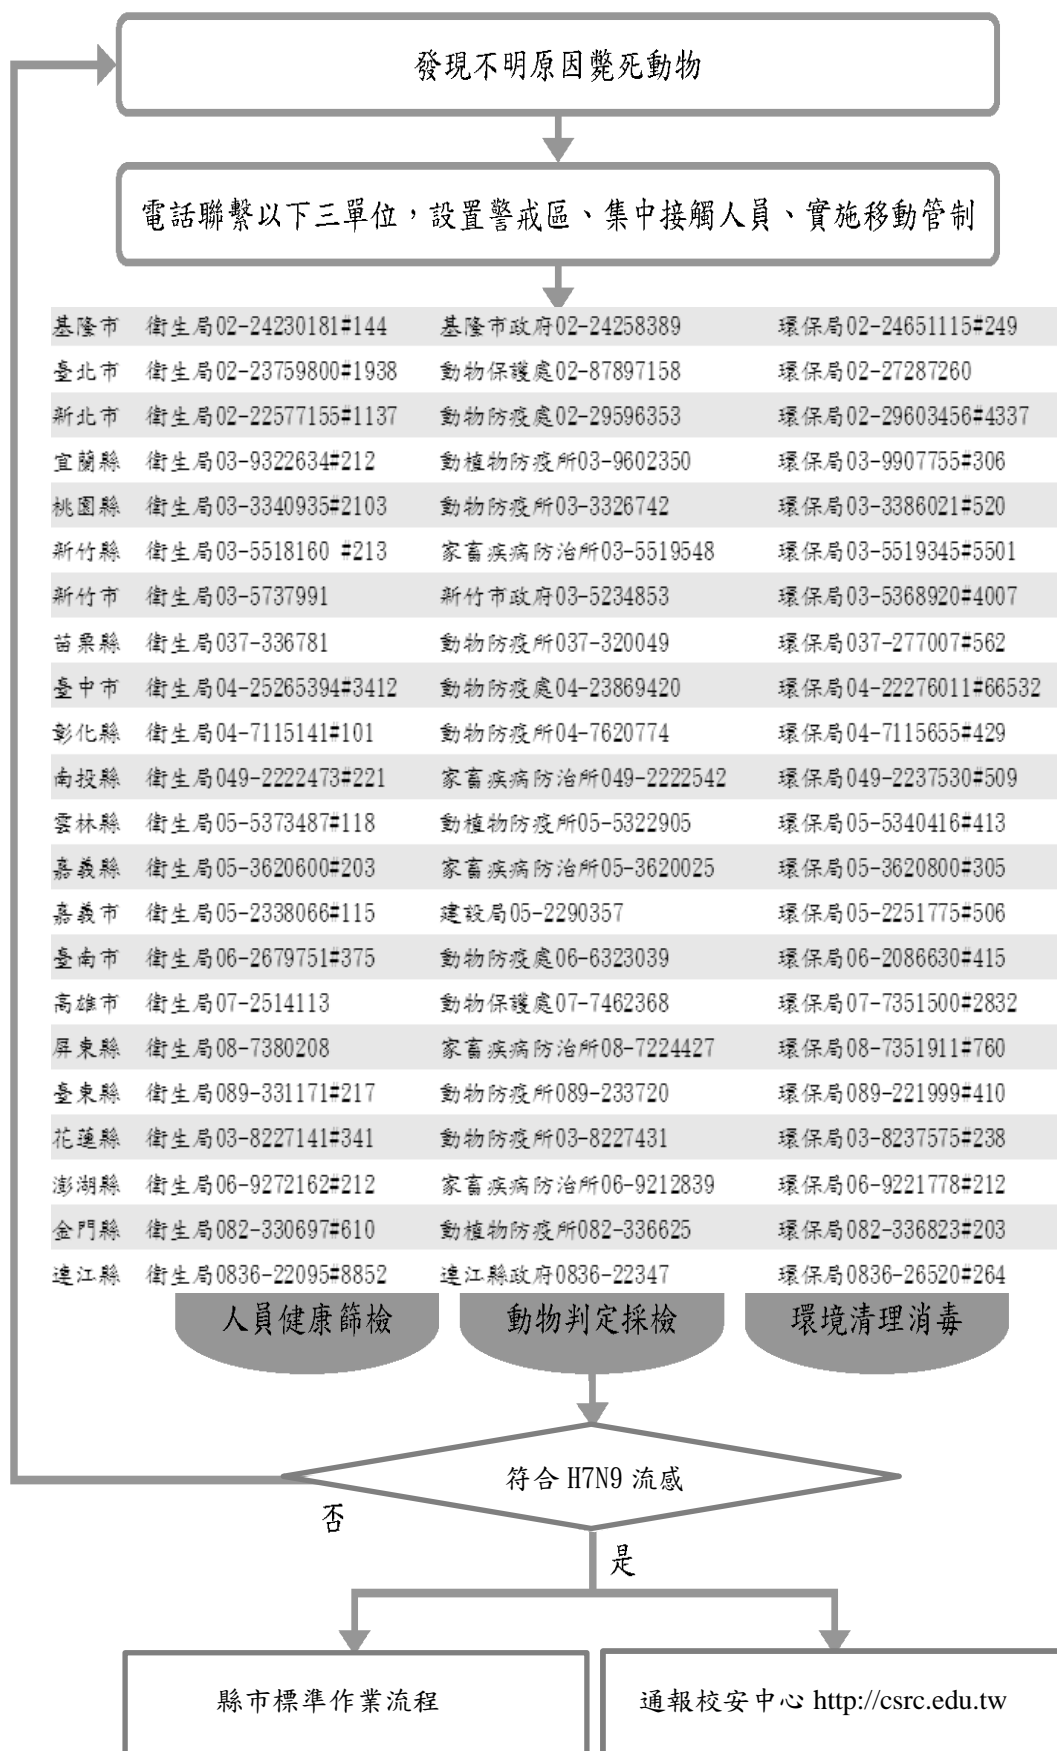 發現不明原因斃死動物
電話聯繫以下三單位，設置警戒區、集中接觸人員、實施移動管制
基隆市 衛生局02-24230181#144 基隆市政府02-24258389 環保局02-24651115#249
臺北市 衛生局02-23759800#1938 動物保護處02-87897158 環保局02-27287260
新北市 衛生局02-22577155#1137 動物防疫處02-29596353 環保局02-29603456#4337
宜蘭縣 衛生局03-9322634#212 動植物防疫所03-9602350 環保局03-9907755#306
桃園縣 衛生局03-3340935#2103 動物防疫所03-3326742 環保局03-3386021#520
新竹縣 衛生局03-5518160 #213 家畜疾病防治所03-5519548 環保局03-5519345#5501
新竹市 衛生局03-5737991 新竹市政府03-5234853 環保局03-5368920#4007
苗栗縣 衛生局037-336781 動物防疫所037-320049 環保局037-277007#562
臺中市 衛生局04-25265394#3412 動物防疫處04-23869420 環保局04-22276011#66532
彰化縣 衛生局04-7115141#101 動物防疫所04-7620774 環保局04-7115655#429
南投縣 衛生局049-2222473#221 家畜疾病防治所049-2222542 環保局049-2237530#509
雲林縣 衛生局05-5373487#118 動植物防疫所05-5322905 環保局05-5340416#413
嘉義縣 衛生局05-3620600#203 家畜疾病防治所05-3620025 環保局05-3620800#305
嘉義市 衛生局05-2338066#115 建設局05-2290357 環保局05-2251775#506
臺南市 衛生局06-2679751#375 動物防疫處06-6323039 環保局06-2086630#415
高雄市 衛生局07-2514113 動物保護處07-7462368 環保局07-7351500#2832
屏東縣 衛生局08-7380208 家畜疾病防治所08-7224427 環保局08-7351911#760
臺東縣 衛生局089-331171#217 動物防疫所089-233720 環保局089-221999#410
花蓮縣 衛生局03-8227141#341 動物防疫所03-8227431 環保局03-8237575#238
澎湖縣 衛生局06-9272162#212 家畜疾病防治所06-9212839 環保局06-9221778#212
金門縣 衛生局082-330697#610 動植物防疫所082-336625 環保局082-336823#203
連江縣 衛生局0836-22095#8852 連江縣政府0836-22347 環保局0836-26520#264
人員健康篩檢 動物判定採檢 環境清理消毒
符合 H7N9 流感
否
是
縣市標準作業流程 通報校安中心 http://csrc.edu.tw